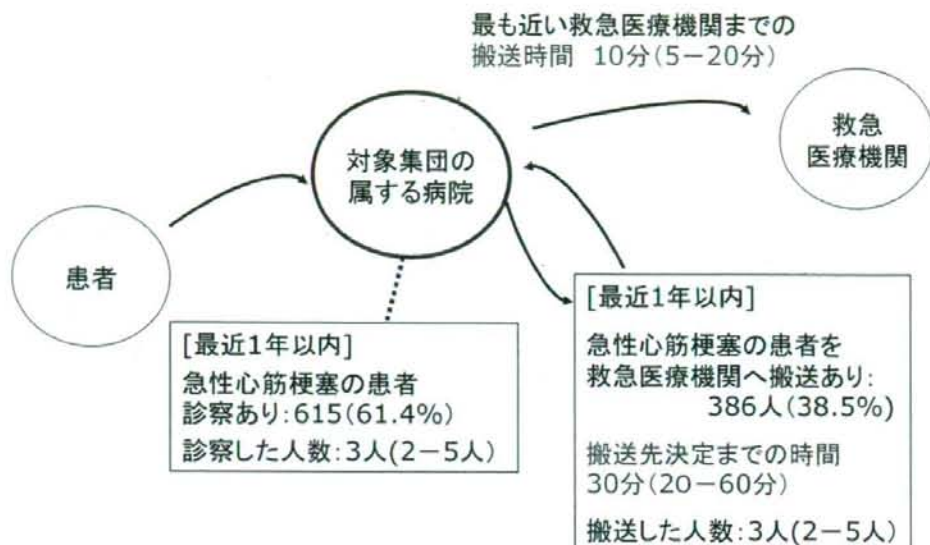 最も近い救急医療機関までの
搬送時間 10分(5−20分)
救急
医療機関
対象集団の
属する病院
患者
[最近1年以内]
急性心筋梗塞の患者
診察あり:615(61.4%)
診察した人数:3人(2−5人)
[最近1年以内]
急性心筋梗塞の患者を
救急医療機関へ搬送あり:
386人(38.5%)
搬送先決定までの時間
30分(20−60分)
搬送した人数:3人(2−5人)